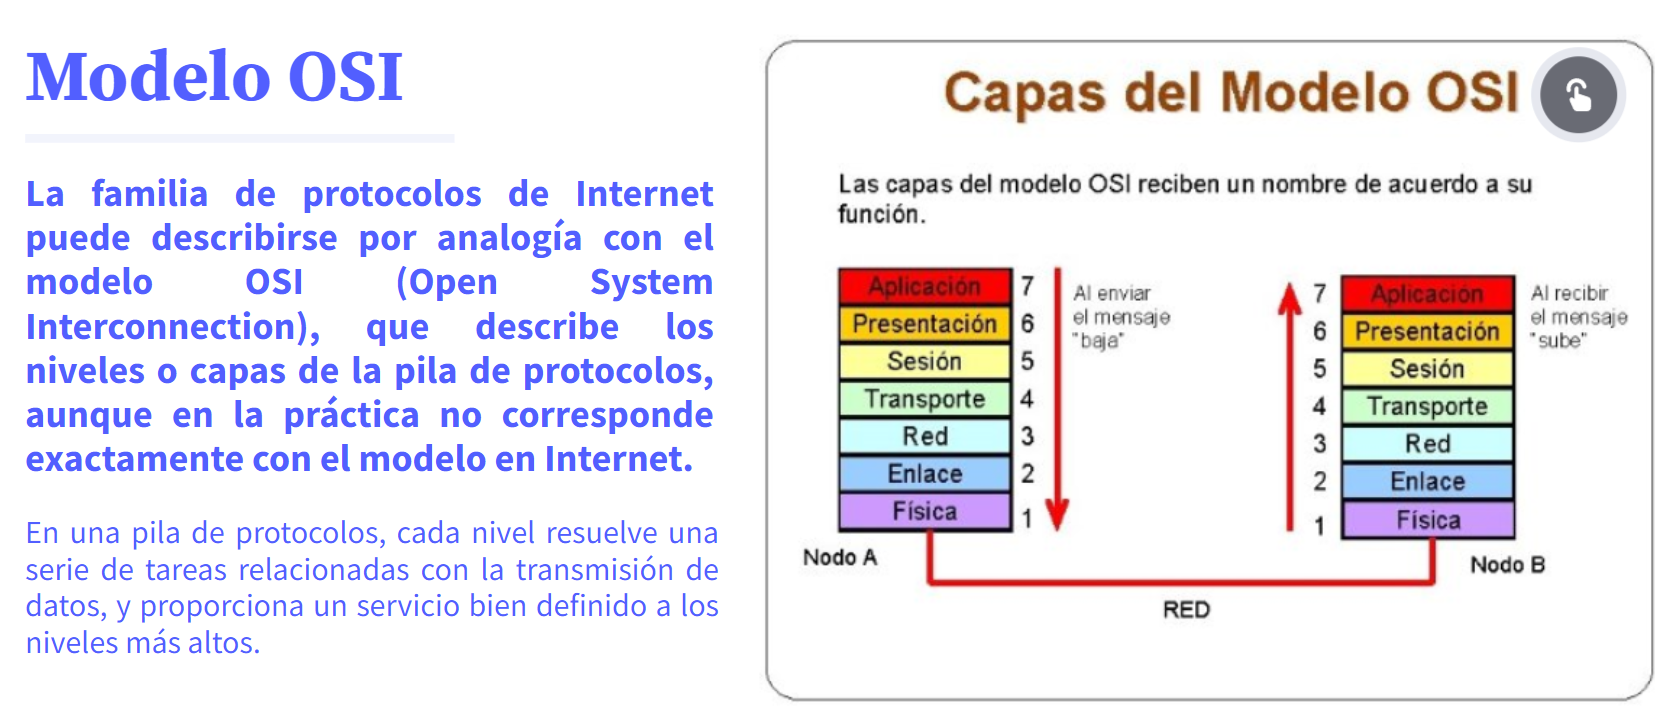 Modelo OSI
La familia de protocolos de Internet
puede describirse por analogía con el
modelo OSI (Open System
Interconnection), que describe los
niveles o capas de la pila de protocolos,
aunque en la práctica no corresponde
exactamente con el modelo en Internet.
En una pila de protocolos, cada nivel resuelve una
serie de tareas relacionadas con la transmisión de
datos, y proporciona un servicio bien definido a los
niveles más altos.
Capas del Modelo OSI
Las capas del modelo OSI reciben un nombre de acuerdo a su
función.
Aplicación 7
Presentación 6
Sesión 5
Transporte 4
Red 3
Enlace 2
Física 1
Nodo A
Al enviar
el mensaje
"baja"
7 Aplicación
6 Presentación
5 Sesión
4 Transporte
3 Red
2 Enlace
1 Física
Nodo B
Al recibir
el mensaje
"sube"
RED